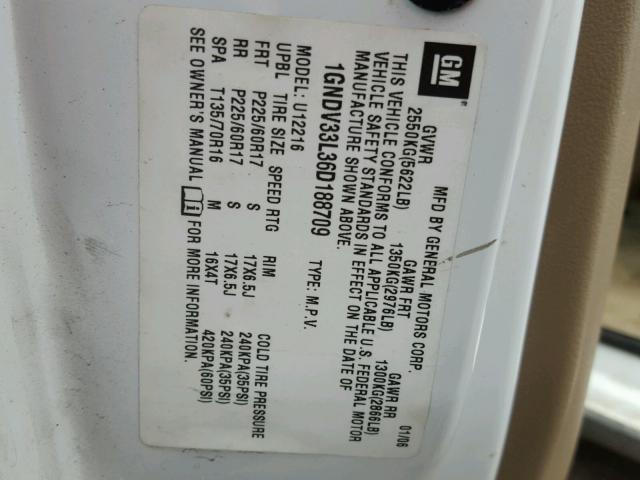 GM®
MFD BY GENERAL MOTORS CORP. 01/06
GVWR GAWR FRT GAWR RR
2550KG(5622LB) 1350KG(2976LB) 1300KG(2866LB)
THIS VEHICLE CONFORMS TO ALL APPLICABLE U.S. FEDERAL MOTOR
VEHICLE SAFETY STANDARDS IN EFFECT ON THE DATE OF
MANUFACTURE SHOWN ABOVE.
1GNDV33L36D188709 TYPE: M.P.V.
MODEL: U12216
UPBL TIRE SIZE SPEED RTG RIM COLD TIRE PRESSURE
FRT P225/60R17 S 17X6.5J 240KPA(35PSI)
RR P225/60R17 S 17X6.5J 240KPA(35PSI)
SPA T135/70R16 M 16X4T 420KPA(60PSI)
SEE OWNER'S MANUAL FOR MORE INFORMATION.